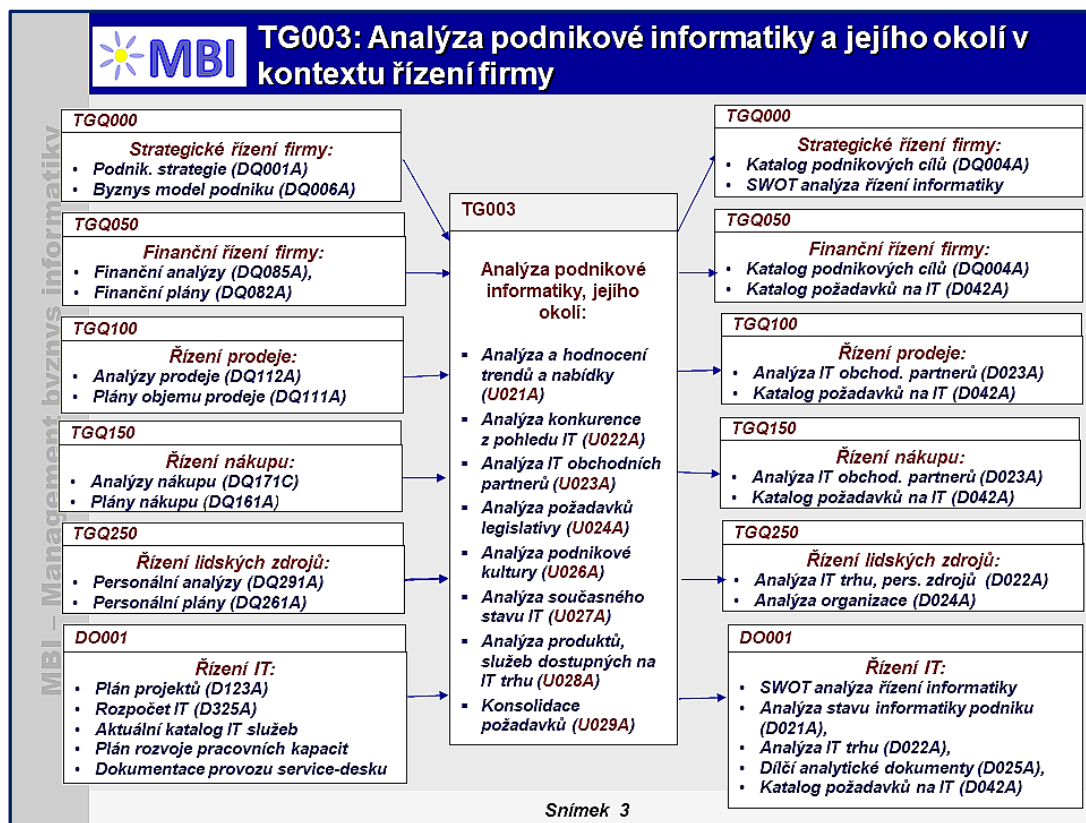 MBI
TG003: Analýza podnikové informatiky a jejího okolí v
kontextu řízení firmy
MBI – Management byznys informatiky
TGQ000
Strategické řízení firmy:
• Podnik. strategie (DQ001A)
• Byznys model podniku (DQ006A)
TGQ050
Finanční řízení firmy:
• Finanční analýzy (DQ085A),
• Finanční plány (DQ082A)
TGQ100
Řízení prodeje:
• Analýzy prodeje (DQ112A)
• Plány objemu prodeje (DQ111A)
TGQ150
Řízení nákupu:
• Analýzy nákupu (DQ171C)
• Plány nákupu (DQ161A)
TGQ250
Řízení lidských zdrojů:
• Personální analýzy (DQ291A)
• Personální plány (DQ261A)
DO001
Řízení IT:
• Plán projektů (D123A)
• Rozpočet IT (D325A)
• Aktuální katalog IT služeb
• Plán rozvoje pracovních kapacit
• Dokumentace provozu service-desku
TG003
Analýza podnikové
informatiky, jejího
okolí:
▪ Analýza a hodnocení
trendů a nabídky
(U021A)
▪ Analýza konkurence
z pohledu IT (U022A)
▪ Analýza IT obchodních
partnerů (U023A)
▪ Analýza požadavků
legislativy (U024A)
▪ Analýza podnikové
kultury (U026A)
▪ Analýza současného
stavu IT (U027A)
▪ Analýza produktů,
služeb dostupných na
IT trhu (U028A)
▪ Konsolidace
požadavků (U029A)
TGQ000
Strategické řízení firmy:
• Katalog podnikových cílů (DQ004A)
• SWOT analýza řízení informatiky
TGQ050
Finanční řízení firmy:
• Katalog podnikových cílů (DQ004A)
• Katalog požadavků na IT (D042A)
TGQ100
Řízení prodeje:
• Analýza IT obchod. partnerů (D023A)
• Katalog požadavků na IT (D042A)
TGQ150
Řízení nákupu:
• Analýza IT obchod. partnerů (D023A)
• Katalog požadavků na IT (D042A)
TGQ250
Řízení lidských zdrojů:
• Analýza IT trhu, pers. zdrojů (D022A)
• Analýza organizace (D024A)
DO001
Řízení IT:
• SWOT analýza řízení informatiky
• Analýza stavu informatiky podniku
(D021A),
• Analýza IT trhu (D022A),
• Dílčí analytické dokumenty (D025A),
• Katalog požadavků na IT (D042A)
Snímek 3